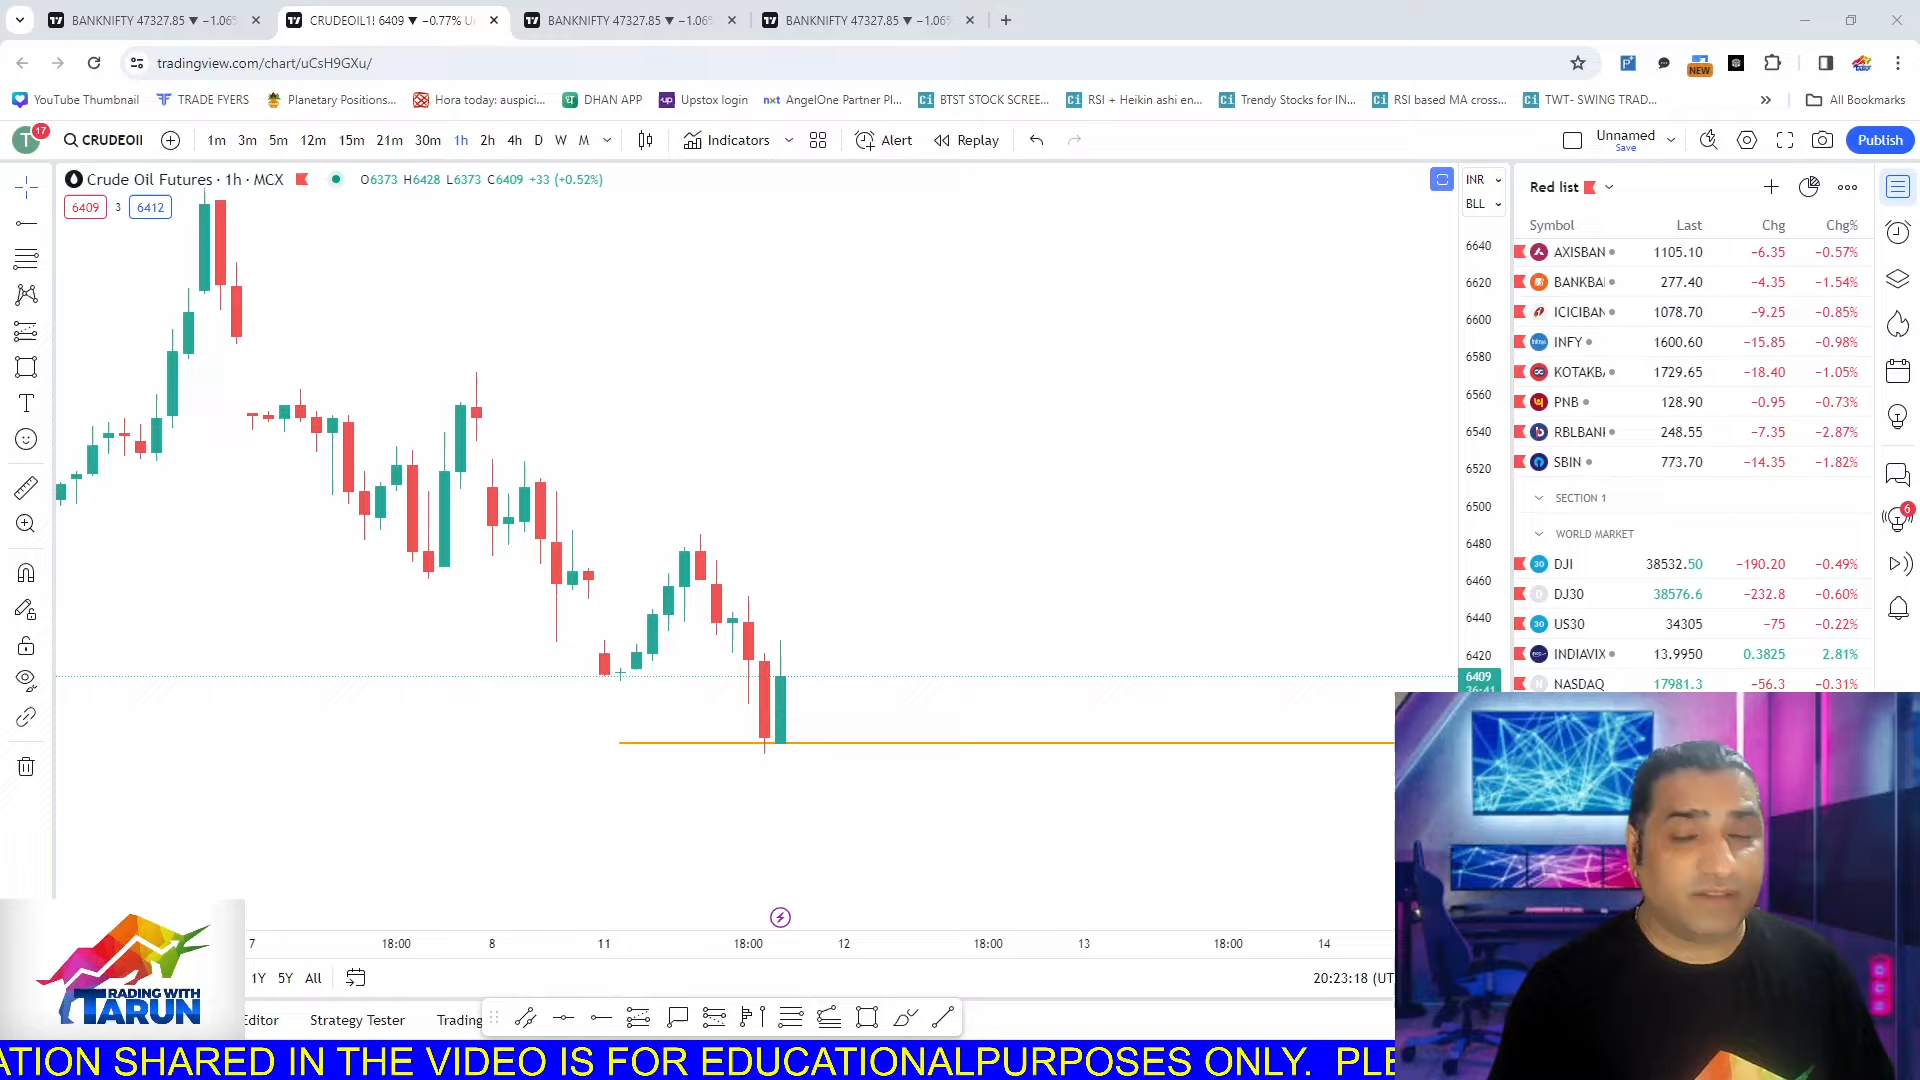 BANKNIFTY 47327.85 ▼ −1.06%
CRUDEOIL1! 6409 ▼ −0.77%
BANKNIFTY 47327.85 ▼ −1.06%
BANKNIFTY 47327.85 ▼ −1.06%
tradingview.com/chart/uCsH9GXu/
NEW
YouTube Thumbnail
TRADE FYERS
Planetary Positions...
Hora today: auspici...
DHAN APP
Upstox login
AngelOne Partner Pl...
BTST STOCK SCREE...
RSI + Heikin ashi en...
Trendy Stocks for IN...
RSI based MA cross...
TWT- SWING TRAD...
All Bookmarks
T 17
CRUDEOIl
1m 3m 5m 12m 15m 21m 30m 1h 2h 4h D W M
Indicators
Alert
Replay
Unnamed
Save
Publish
Crude Oil Futures · 1h · MCX
O6373 H6428 L6373 C6409 +33 (+0.52%)
6409 3 6412
INR
BLL
6640
6620
6600
6580
6560
6540
6520
6500
6480
6460
6440
6420
6409
36:41
Red list
Symbol Last Chg Chg%
AXISBAN 1105.10 −6.35 −0.57%
BANKBA 277.40 −4.35 −1.54%
ICICIBAN 1078.70 −9.25 −0.85%
INFY 1600.60 −15.85 −0.98%
KOTAKB 1729.65 −18.40 −1.05%
PNB 128.90 −0.95 −0.73%
RBLBANI 248.55 −7.35 −2.87%
SBIN 773.70 −14.35 −1.82%
SECTION 1
WORLD MARKET
30 DJI 38532.50 −190.20 −0.49%
D DJ30 38576.6 −232.8 −0.60%
30 US30 34305 −75 −0.22%
INDIAVIX 13.9950 0.3825 2.81%
N NASDAQ 17981.3 −56.3 −0.31%
6
7 18:00 8 11 18:00 12 18:00 13 18:00 14
1Y 5Y All
20:23:18 (UT
Editor
Strategy Tester
Trading
TRADING WITH
TARUN
ATION SHARED IN THE VIDEO IS FOR EDUCATIONALPURPOSES ONLY. PLE